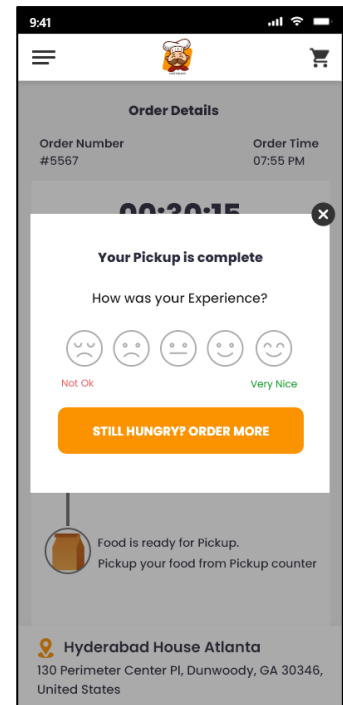 9:41
Order Details
Order Number
Order Time
#5567
07:55 PM
00:30:15
Your Pickup is complete
How was your Experience?
Not Ok
Very Nice
STILL HUNGRY? ORDER MORE
Food is ready for Pickup.
Pickup your food from Pickup counter
Hyderabad House Atlanta
130 Perimeter Center Pl, Dunwoody, GA 30346,
United States